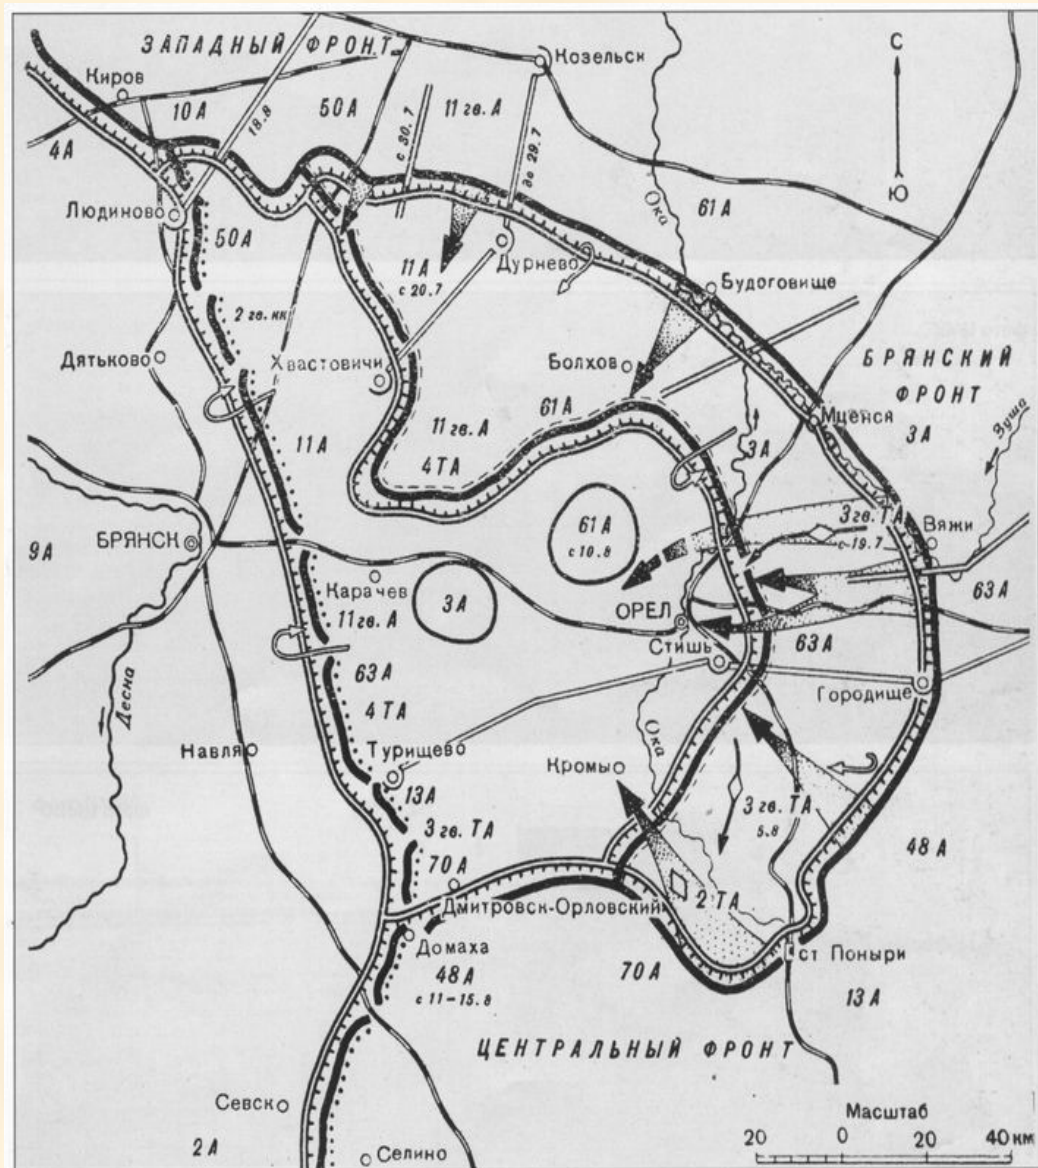 ЗАПАДНЫЙ ФРОНТ
Козельск
С
Киров
10 А
18.8
50 А
с 30.7
11 гв. А
до 29.7
4 А
Ю
Ока
61 А
Людиново
50 А
11 А
с 20.7
Дурнево
Будоговище
2 гв. кк
Дятьково
Хвастовичи
Болхов
БРЯНСКИЙ
ФРОНТ
61 А
Мценск
3 А
Зуша
11 А
11 гв. А
4 ТА
3 А
61 А
с 10.8
3 гв. ТА
с 19.7
Вяжи
БРЯНСК
9 А
Карачев
3 А
63 А
11 гв. А
ОРЕЛ
63 А
Стишь
63 А
Городище
4 ТА
Десна
Навля
Турищево
Ока
Кромы
13 А
3 гв. ТА
5.8
3 гв. ТА
48 А
70 А
2 ТА
Дмитровск-Орловский
Домаха
ст Поныри
48 А
с 11-15.8
70 А
13 А
ЦЕНТРАЛЬНЫЙ ФРОНТ
Севск
Масштаб
2 А
Селино
20 0 20 40 км